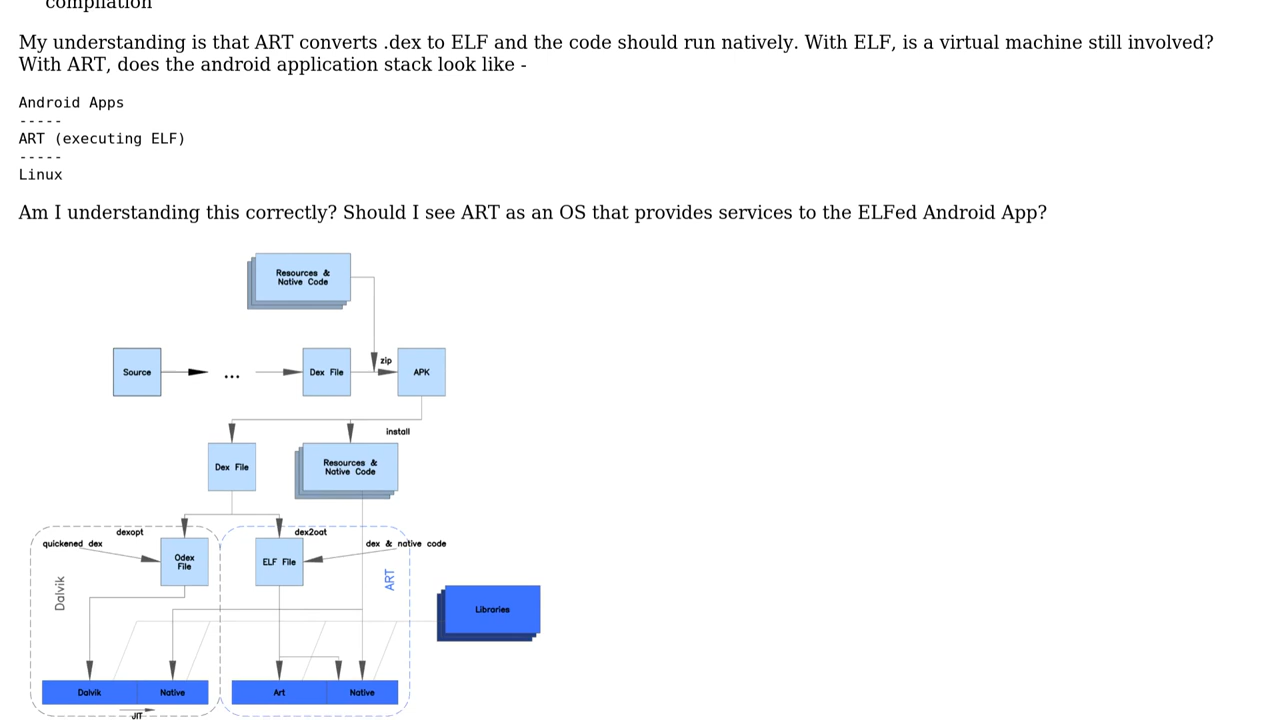 compilation
My understanding is that ART converts .dex to ELF and the code should run natively. With ELF, is a virtual machine still involved?
With ART, does the android application stack look like -
Android Apps
-----
ART (executing ELF)
-----
Linux
Am I understanding this correctly? Should I see ART as an OS that provides services to the ELFed Android App?
Resources &
Native Code
Source
...
Dex File
zip
APK
install
Dex File
Resources &
Native Code
dexopt
quickened dex
Odex
File
dex2oat
ELF File
dex & native code
Dalvik
ART
Libraries
Dalvik
Native
Art
Native
JIT